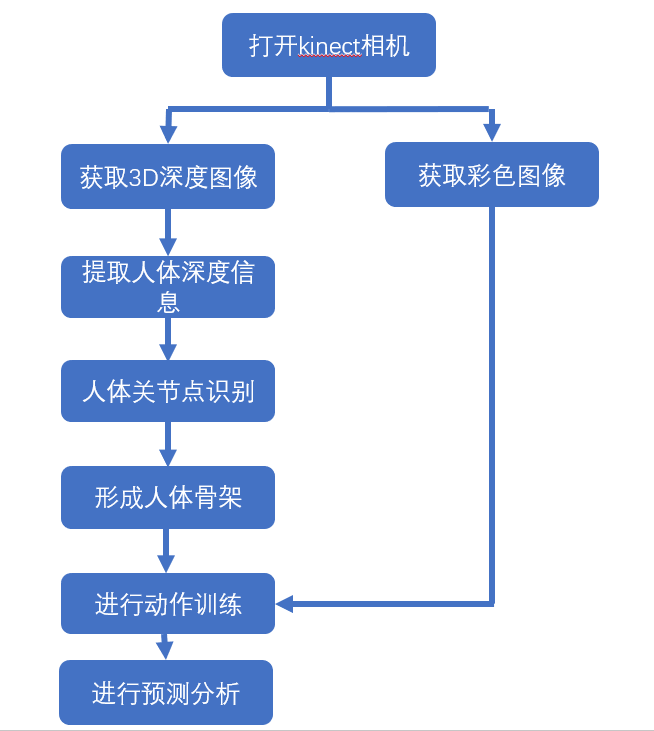 打开kinect相机
获取3D深度图像
获取彩色图像
提取人体深度信
息
人体关节点识别
形成人体骨架
进行动作训练
进行预测分析